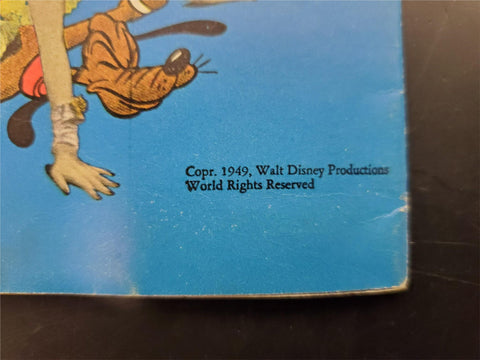 Copr. 1949, Walt Disney Productions
World Rights Reserved